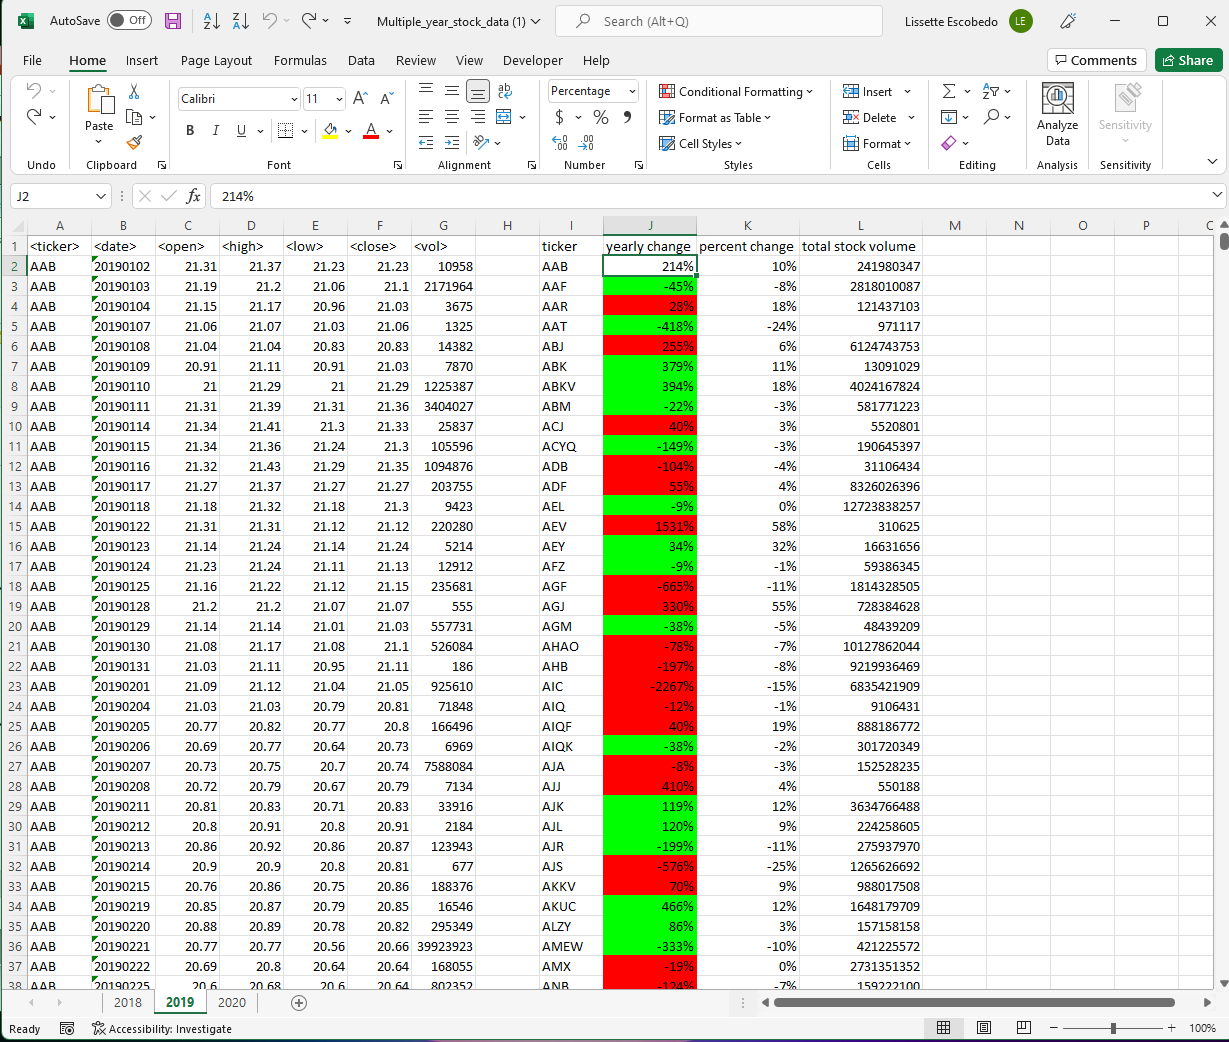 AutoSave Off Multiple_year_stock_data (1) Search (Alt+Q) Lissette Escobedo LE
File Home Insert Page Layout Formulas Data Review View Developer Help Comments Share
Paste Calibri 11 Percentage Conditional Formatting Format as Table Cell Styles Insert Delete Format Analyze Data Sensitivity
Undo Clipboard Font Alignment Number Styles Cells Editing Analysis Sensitivity
J2 fx 214%
A B C D E F G H I J K L M N O P
1 <ticker> <date> <open> <high> <low> <close> <vol> ticker yearly change percent change total stock volume
2 AAB 20190102 21.31 21.37 21.23 21.23 10958 AAB 214% 10% 241980347
3 AAB 20190103 21.19 21.2 21.06 21.1 2171964 AAF -45% -8% 2818010087
4 AAB 20190104 21.15 21.17 20.96 21.03 3675 AAR 28% 18% 121437103
5 AAB 20190107 21.06 21.07 21.03 21.06 1325 AAT -418% -24% 971117
6 AAB 20190108 21.04 21.04 20.83 20.83 14382 ABJ 255% 6% 6124743753
7 AAB 20190109 20.91 21.11 20.91 21.03 7870 ABK 379% 11% 13091029
8 AAB 20190110 21 21.29 21 21.29 1225387 ABKV 394% 18% 4024167824
9 AAB 20190111 21.31 21.39 21.31 21.36 3404027 ABM -22% -3% 581771223
10 AAB 20190114 21.34 21.41 21.3 21.33 25837 ACJ 40% 3% 5520801
11 AAB 20190115 21.34 21.36 21.24 21.3 105596 ACYQ -149% -3% 190645397
12 AAB 20190116 21.32 21.43 21.29 21.35 1094876 ADB -104% -4% 31106434
13 AAB 20190117 21.27 21.37 21.27 21.27 203755 ADF 55% 4% 8326026396
14 AAB 20190118 21.18 21.32 21.18 21.3 9423 AEL -9% 0% 12723838257
15 AAB 20190122 21.31 21.31 21.12 21.12 220280 AEV 1531% 58% 310625
16 AAB 20190123 21.14 21.24 21.14 21.24 5214 AEY 34% 32% 16631656
17 AAB 20190124 21.23 21.24 21.11 21.13 12912 AFZ -9% -1% 59386345
18 AAB 20190125 21.16 21.22 21.12 21.15 235681 AGF -665% -11% 1814328505
19 AAB 20190128 21.2 21.2 21.07 21.07 555 AGJ 330% 55% 728384628
20 AAB 20190129 21.14 21.14 21.01 21.03 557731 AGM -38% -5% 48439209
21 AAB 20190130 21.08 21.17 21.08 21.1 526084 AHAO -78% -7% 10127862044
22 AAB 20190131 21.03 21.11 20.95 21.11 186 AHB -197% -8% 9219936469
23 AAB 20190201 21.09 21.12 21.04 21.05 925610 AIC -2267% -15% 6835421909
24 AAB 20190204 21.03 21.03 20.79 20.81 71848 AIQ -12% -1% 9106431
25 AAB 20190205 20.77 20.82 20.77 20.8 166496 AIQF 40% 19% 888186772
26 AAB 20190206 20.69 20.77 20.64 20.73 6969 AIQK -38% -2% 301720349
27 AAB 20190207 20.73 20.75 20.7 20.74 7588084 AJA -8% -3% 152528235
28 AAB 20190208 20.72 20.79 20.67 20.79 7134 AJJ 410% 4% 550188
29 AAB 20190211 20.81 20.83 20.71 20.83 33916 AJK 119% 12% 3634766488
30 AAB 20190212 20.8 20.91 20.8 20.91 2184 AJL 120% 9% 224258605
31 AAB 20190213 20.86 20.92 20.86 20.87 123943 AJR -199% -11% 275937970
32 AAB 20190214 20.9 20.9 20.8 20.81 677 AJS -576% -25% 1265626692
33 AAB 20190215 20.76 20.86 20.75 20.86 188376 AKKV 70% 9% 988017508
34 AAB 20190219 20.85 20.87 20.79 20.85 16546 AKUC 466% 12% 1648179709
35 AAB 20190220 20.88 20.89 20.78 20.82 295349 ALZY 86% 3% 157158158
36 AAB 20190221 20.77 20.77 20.56 20.66 39923923 AMEW -333% -10% 421225572
37 AAB 20190222 20.69 20.8 20.64 20.64 168055 AMX -19% 0% 2731351352
38 AAB 20190225 20.6 20.68 20.6 20.64 802352 ANB -124% -7% 159222100
2018 2019 2020
Ready Accessibility: Investigate 100%